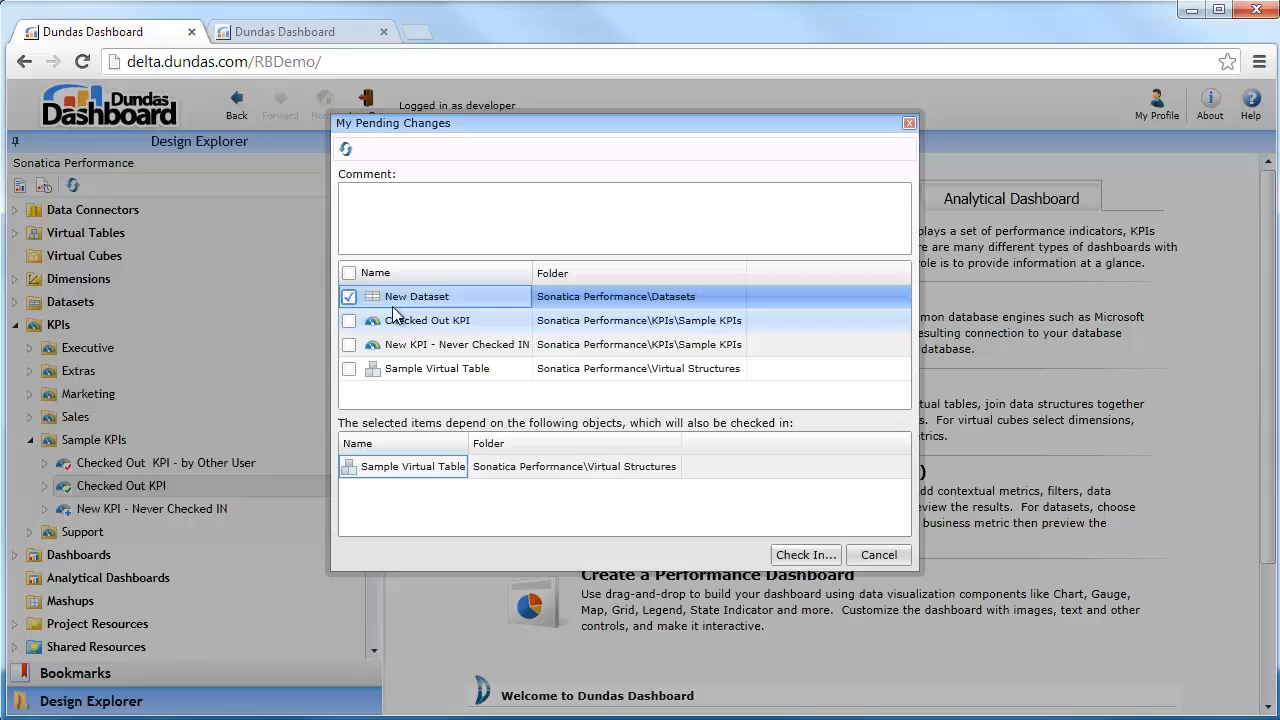 Dundas Dashboard
Dundas Dashboard
delta.dundas.com/RBDemo/
Dundas
Dashboard
Back
Forward
Logged in as developer
My Profile
About
Help
Design Explorer
Sonatica Performance
Data Connectors
Virtual Tables
Virtual Cubes
Dimensions
Datasets
KPIs
Executive
Extras
Marketing
Sales
Sample KPIs
Checked Out KPI - by Other User
Checked Out KPI
New KPI - Never Checked IN
Support
Dashboards
Analytical Dashboards
Mashups
Project Resources
Shared Resources
Bookmarks
Design Explorer
My Pending Changes
Comment:
Name Folder
New Dataset Sonatica Performance\Datasets
Checked Out KPI Sonatica Performance\KPIs\Sample KPIs
New KPI - Never Checked IN Sonatica Performance\KPIs\Sample KPIs
Sample Virtual Table Sonatica Performance\Virtual Structures
The selected items depend on the following objects, which will also be checked in:
Name Folder
Sample Virtual Table Sonatica Performance\Virtual Structures
Check In... Cancel
Analytical Dashboard
plays a set of performance indicators, KPIs
re are many different types of dashboards with
role is to provide information at a glance.
mon database engines such as Microsoft
resulting connection to your database
database.
tual tables, join data structures together
. For virtual cubes select dimensions,
etrics.
)
add contextual metrics, filters, data
view the results. For datasets, choose
business metric then preview the
Create a Performance Dashboard
Use drag-and-drop to build your dashboard using data visualization components like Chart, Gauge,
Map, Grid, Legend, State Indicator and more. Customize the dashboard with images, text and other
controls, and make it interactive.
Welcome to Dundas Dashboard